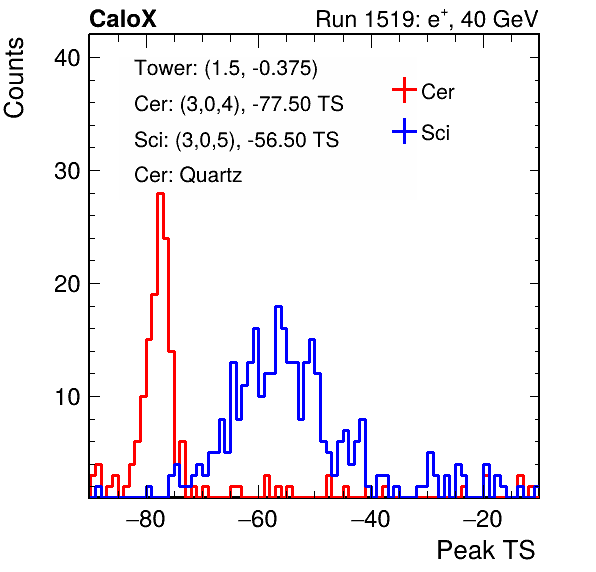 CaloX Run 1519: e⁺, 40 GeV
Counts
40
30
20
10
Tower: (1.5, -0.375)
Cer: (3,0,4), -77.50 TS
Sci: (3,0,5), -56.50 TS
Cer: Quartz
Cer
Sci
−80 −60 −40 −20
Peak TS